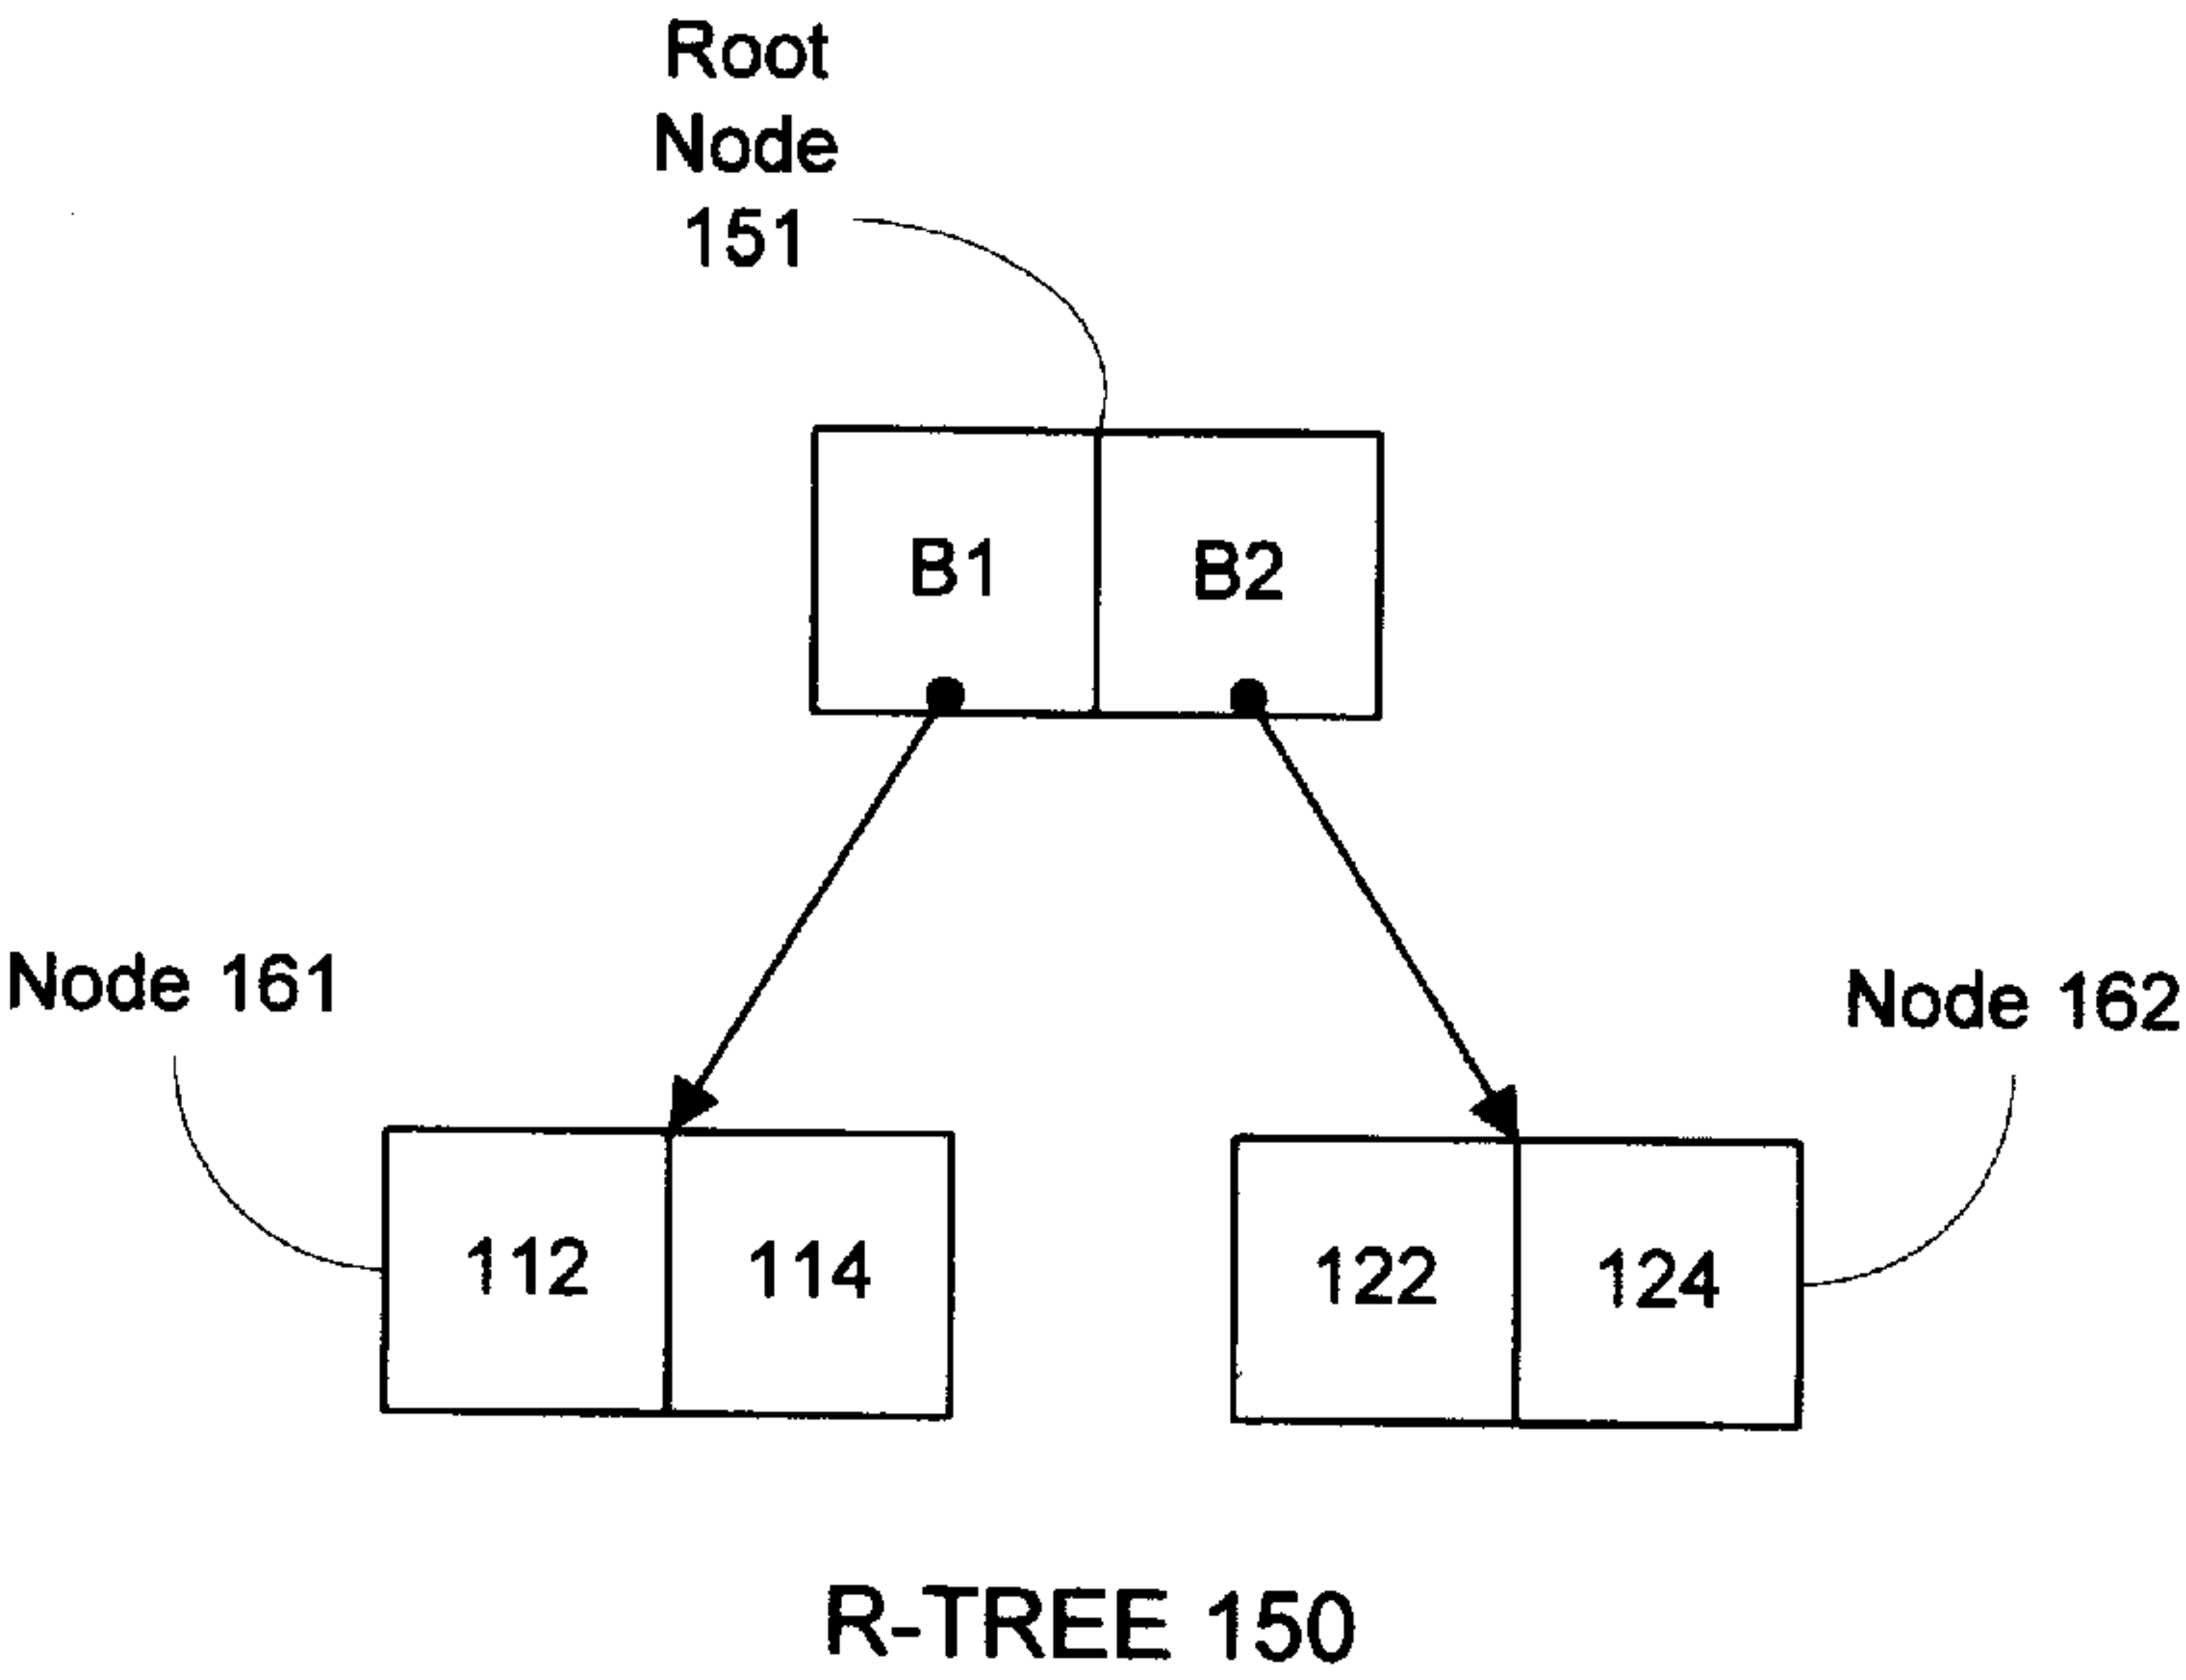 Root
Node
151
B1
B2
Node 161
Node 162
112
114
122
124
R-TREE 150